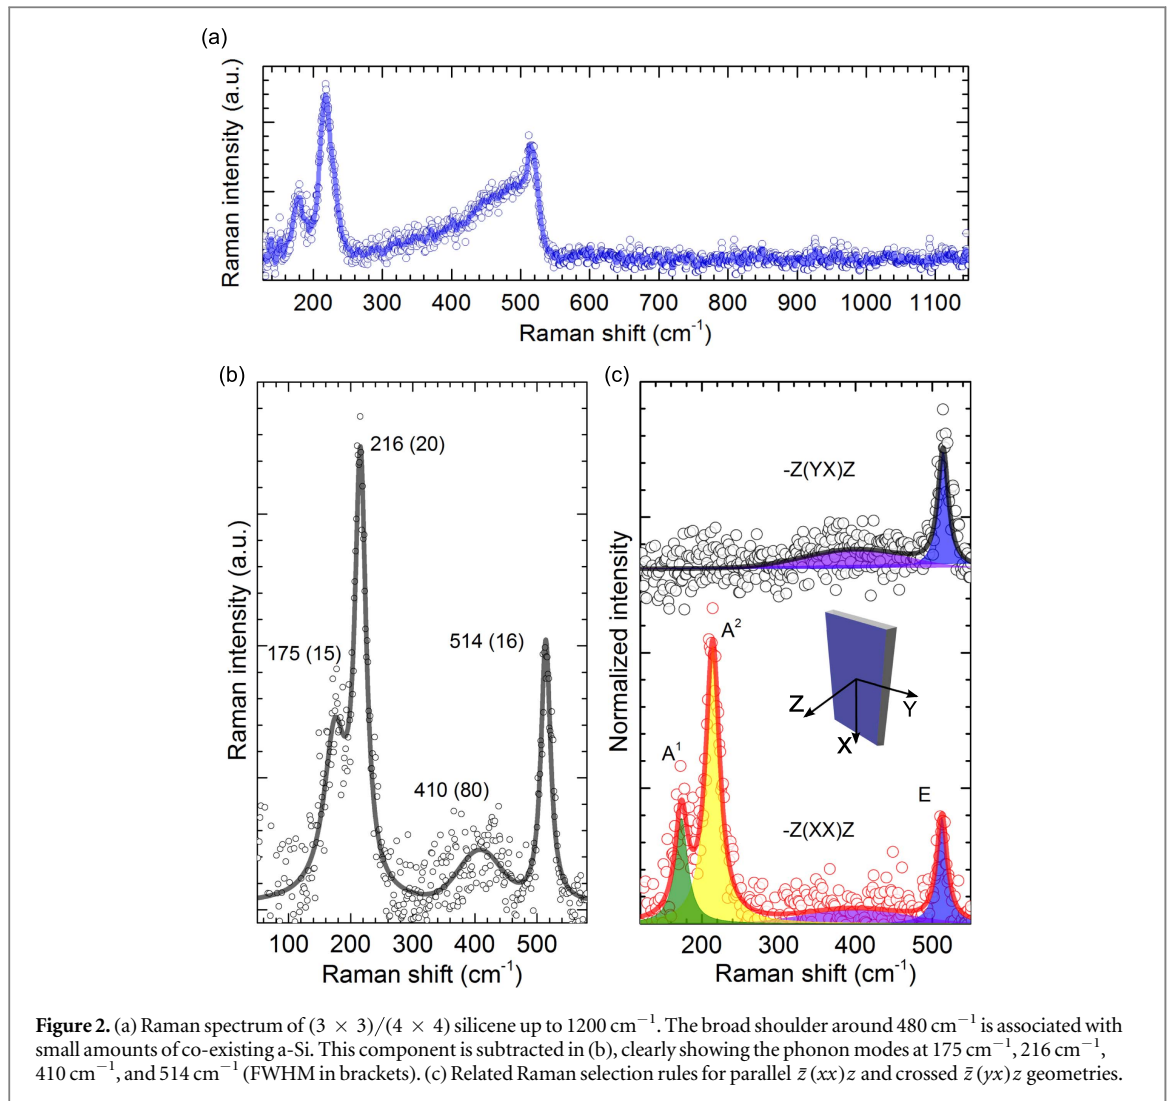 (a)
Raman intensity (a.u.)
200 300 400 500 600 700 800 900 1000 1100
Raman shift (cm⁻¹)
(b)
216 (20)
175 (15)
514 (16)
410 (80)
Raman intensity (a.u.)
100 200 300 400 500
Raman shift (cm⁻¹)
(c)
-Z(YX)Z
A²
Z
Y
X
A¹
E
-Z(XX)Z
Normalized intensity
200 300 400 500
Raman shift (cm⁻¹)
Figure 2. (a) Raman spectrum of (3 × 3)/(4 × 4) silicene up to 1200 cm⁻¹. The broad shoulder around 480 cm⁻¹ is associated with
small amounts of co-existing a-Si. This component is subtracted in (b), clearly showing the phonon modes at 175 cm⁻¹, 216 cm⁻¹,
410 cm⁻¹, and 514 cm⁻¹ (FWHM in brackets). (c) Related Raman selection rules for parallel z̄(xx)z and crossed z̄(yx)z geometries.